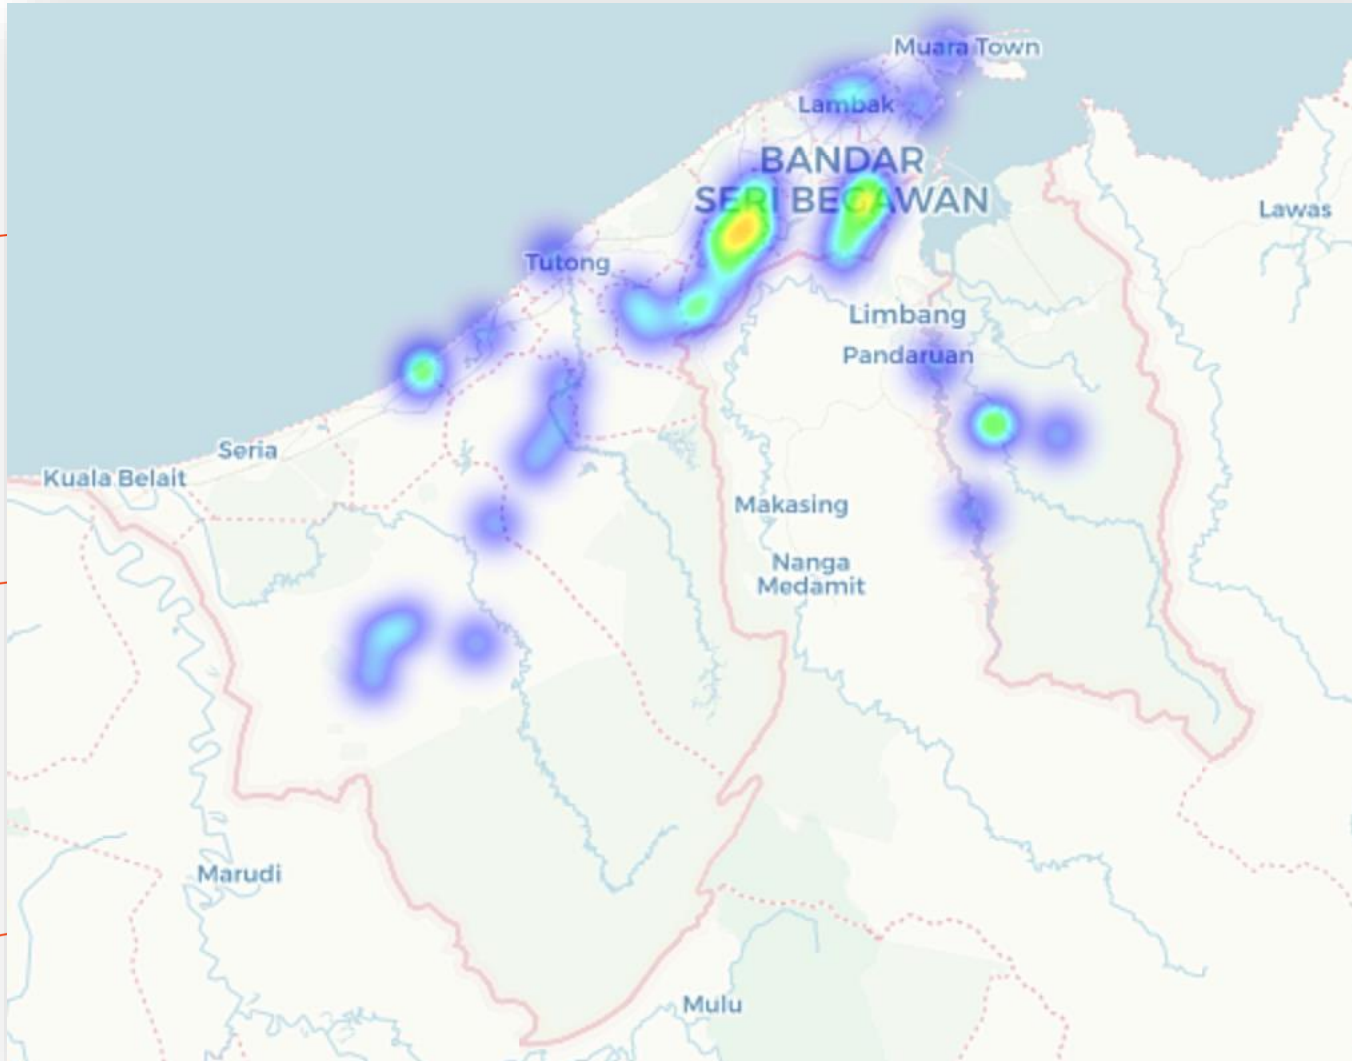 Muara Town
Lambak
BANDAR
SERI BEGAWAN
Lawas
Tutong
Limbang
Pandaruan
Seria
Kuala Belait
Makasing
Nanga
Medamit
Marudi
Mulu